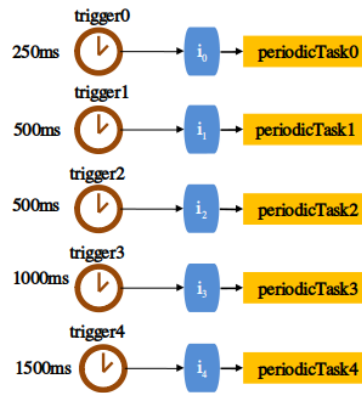 trigger0
250ms i0 periodicTask0
trigger1
500ms i1 periodicTask1
trigger2
500ms i2 periodicTask2
trigger3
1000ms i3 periodicTask3
trigger4
1500ms i4 periodicTask4